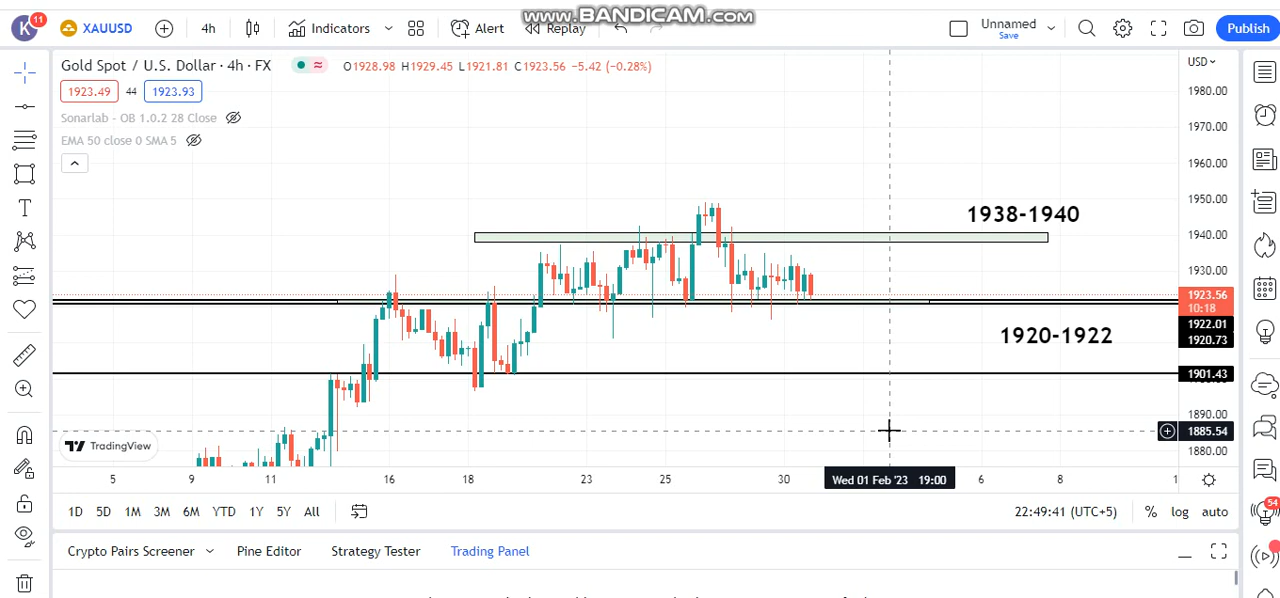 www.BANDICAM.com
K 11 XAUUSD 4h Indicators Alert Replay Unnamed Save Publish
Gold Spot / U.S. Dollar · 4h · FX O1928.98 H1929.45 L1921.81 C1923.56 −5.42 (−0.28%)
USD
1923.49 44 1923.93
Sonarlab - OB 1.0.2 28 Close
EMA 50 close 0 SMA 5
1980.00
1970.00
1960.00
1950.00
1938-1940
1940.00
1930.00
1923.56
10:18
1922.01
1920-1922
1920.73
1901.43
1890.00
1885.54
1880.00
TradingView
5 9 11 16 18 23 25 30 Wed 01 Feb '23 19:00 6 8 1
1D 5D 1M 3M 6M YTD 1Y 5Y All 22:49:41 (UTC+5) % log auto
54
Crypto Pairs Screener Pine Editor Strategy Tester Trading Panel